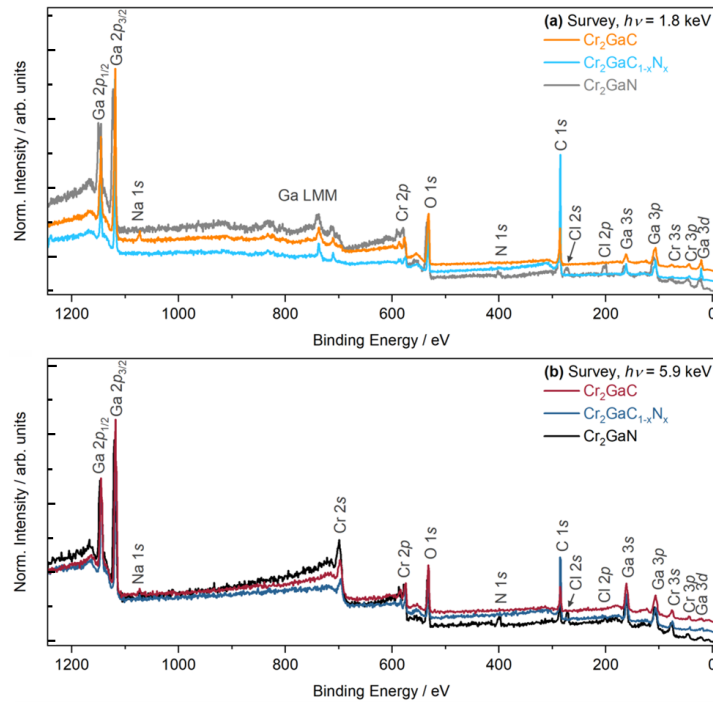 (a) Survey, hν = 1.8 keV
Cr₂GaC
Cr₂GaC₁₋ₓNₓ
Cr₂GaN
Norm. Intensity / arb. units
Ga 2p₁/₂
Ga 2p₃/₂
Na 1s
Ga LMM
Cr 2p
O 1s
N 1s
C 1s
Cl 2s
Cl 2p
Ga 3s
Ga 3p
Cr 3s
Cr 3p
Ga 3d
1200 1000 800 600 400 200 0
Binding Energy / eV
(b) Survey, hν = 5.9 keV
Cr₂GaC
Cr₂GaC₁₋ₓNₓ
Cr₂GaN
Norm. Intensity / arb. units
Ga 2p₁/₂
Ga 2p₃/₂
Na 1s
Cr 2s
Cr 2p
O 1s
N 1s
C 1s
Cl 2s
Cl 2p
Ga 3s
Ga 3p
Cr 3s
Cr 3p
Ga 3d
1200 1000 800 600 400 200 0
Binding Energy / eV